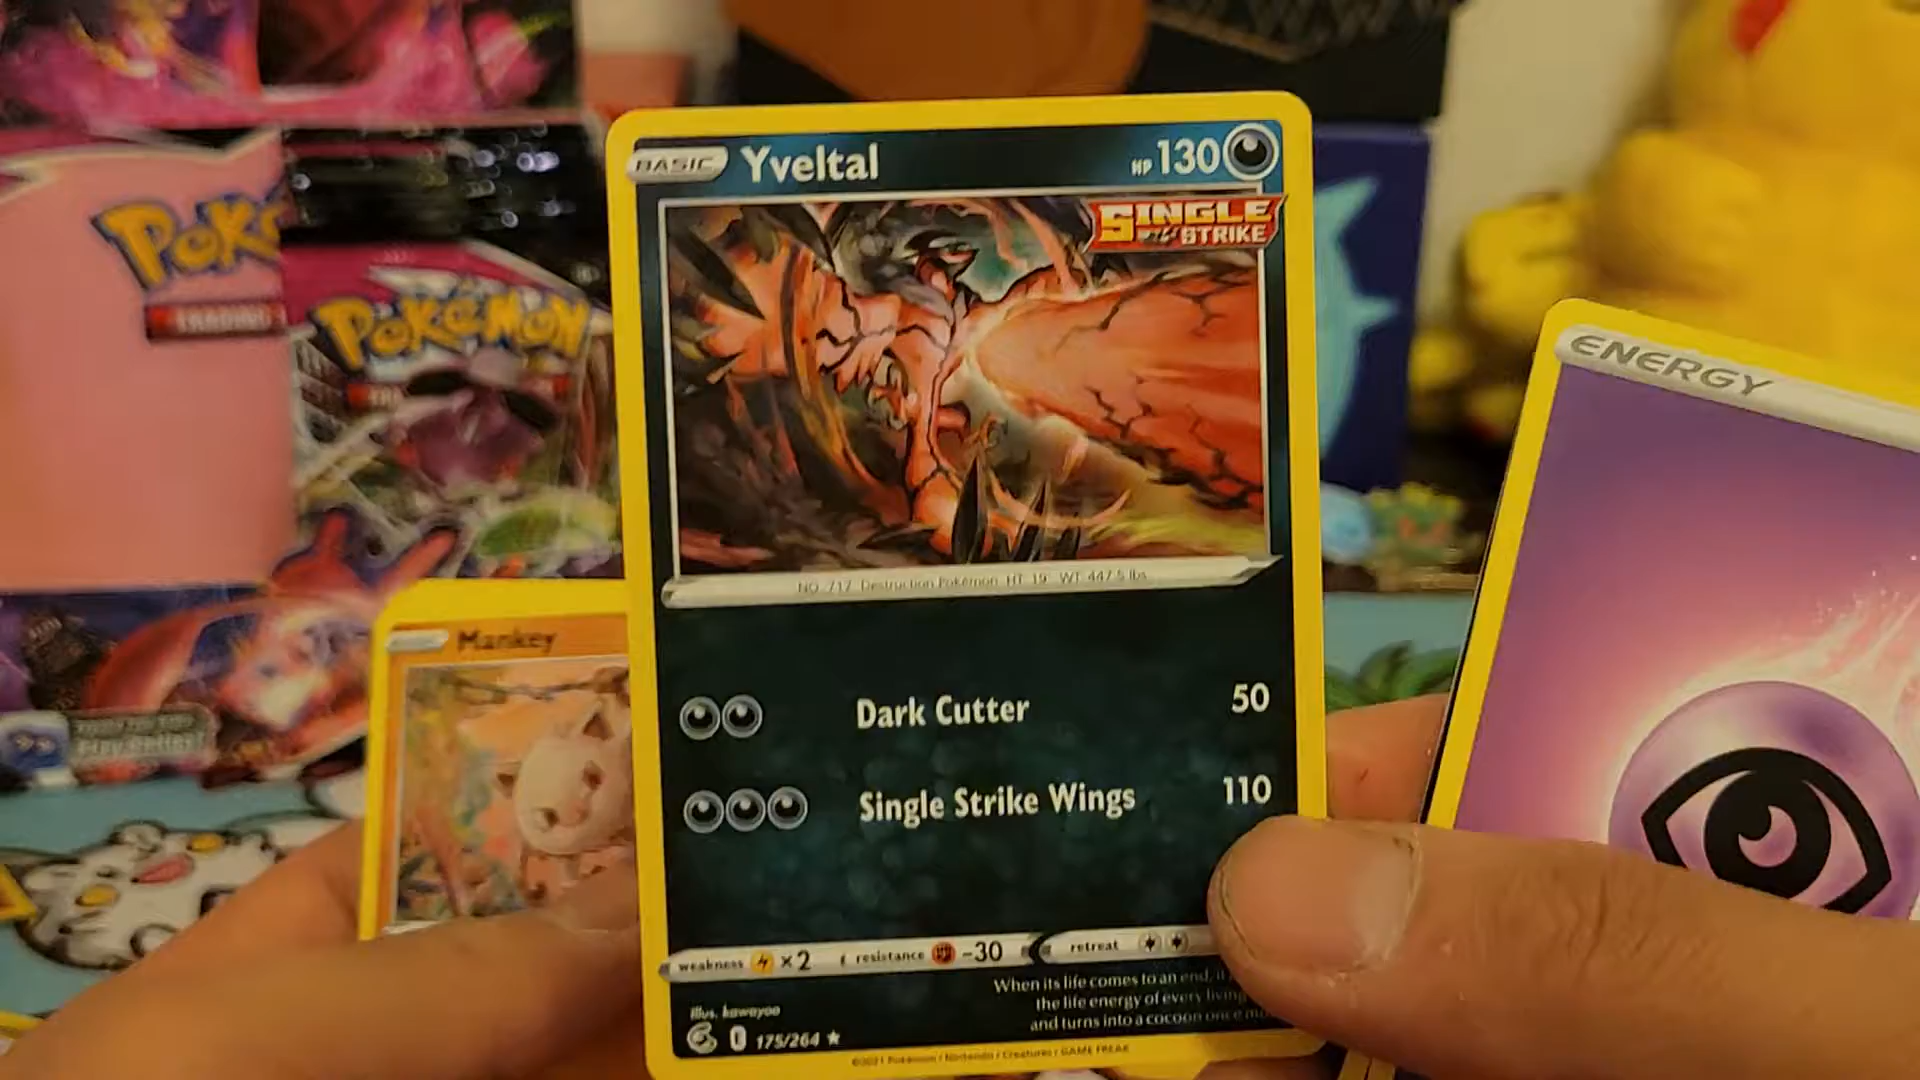 BASIC Yveltal HP 130
SINGLE
STRIKE
NO. 717 Destruction Pokémon HT 19' WT 447.5 lbs.
Dark Cutter 50
Single Strike Wings 110
weakness ×2 resistance -30 retreat
When its life comes to an end, it
the life energy of every living
and turns into a cocoon once mo
Illus. kawayoo
175/264 ★
©2021 Pokémon / Nintendo / Creatures / GAME FREAK
Mankey
ENERGY
Poké
TRADING
POKéMON